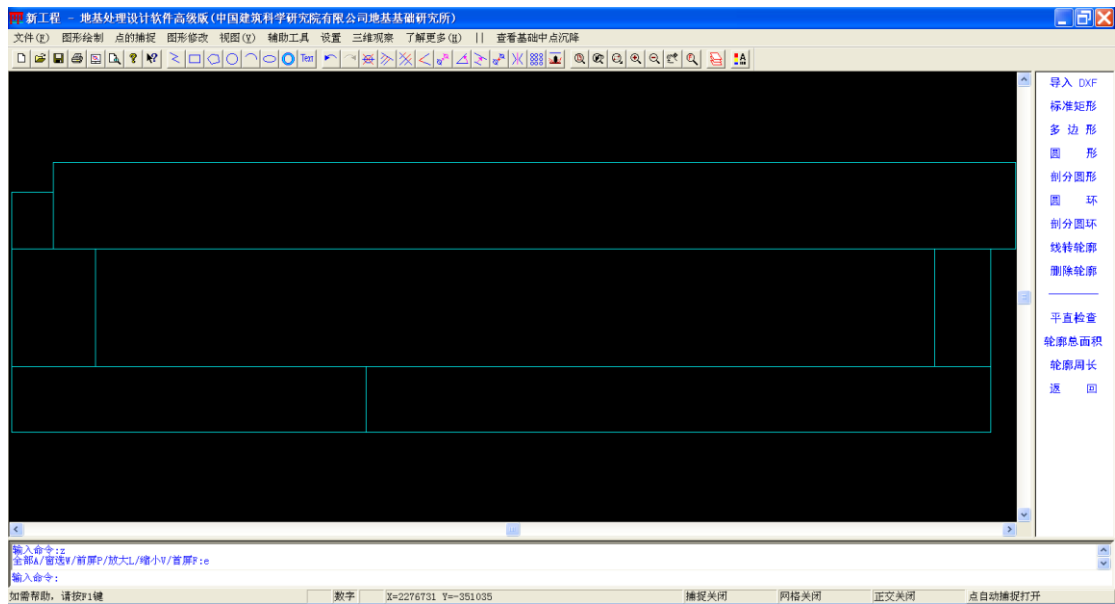 新工程 - 地基处理设计软件高级版(中国建筑科学研究院有限公司地基基础研究所)
文件(F) 图形绘制 点的捕捉 图形修改 视图(V) 辅助工具 设置 三维观察 了解更多(H) || 查看基础中点沉降
Text
导入 DXF
标准矩形
多 边 形
圆 形
剖分圆形
圆 环
剖分圆环
线转轮廓
删除轮廓
平直检查
轮廓总面积
轮廓周长
返 回
输入命令:z
全部A/窗选W/前屏P/放大L/缩小V/首屏F:e
输入命令:
如需帮助，请按F1键 数字 X=2276731 Y=-351035 捕捉关闭 网格关闭 正交关闭 点自动捕捉打开